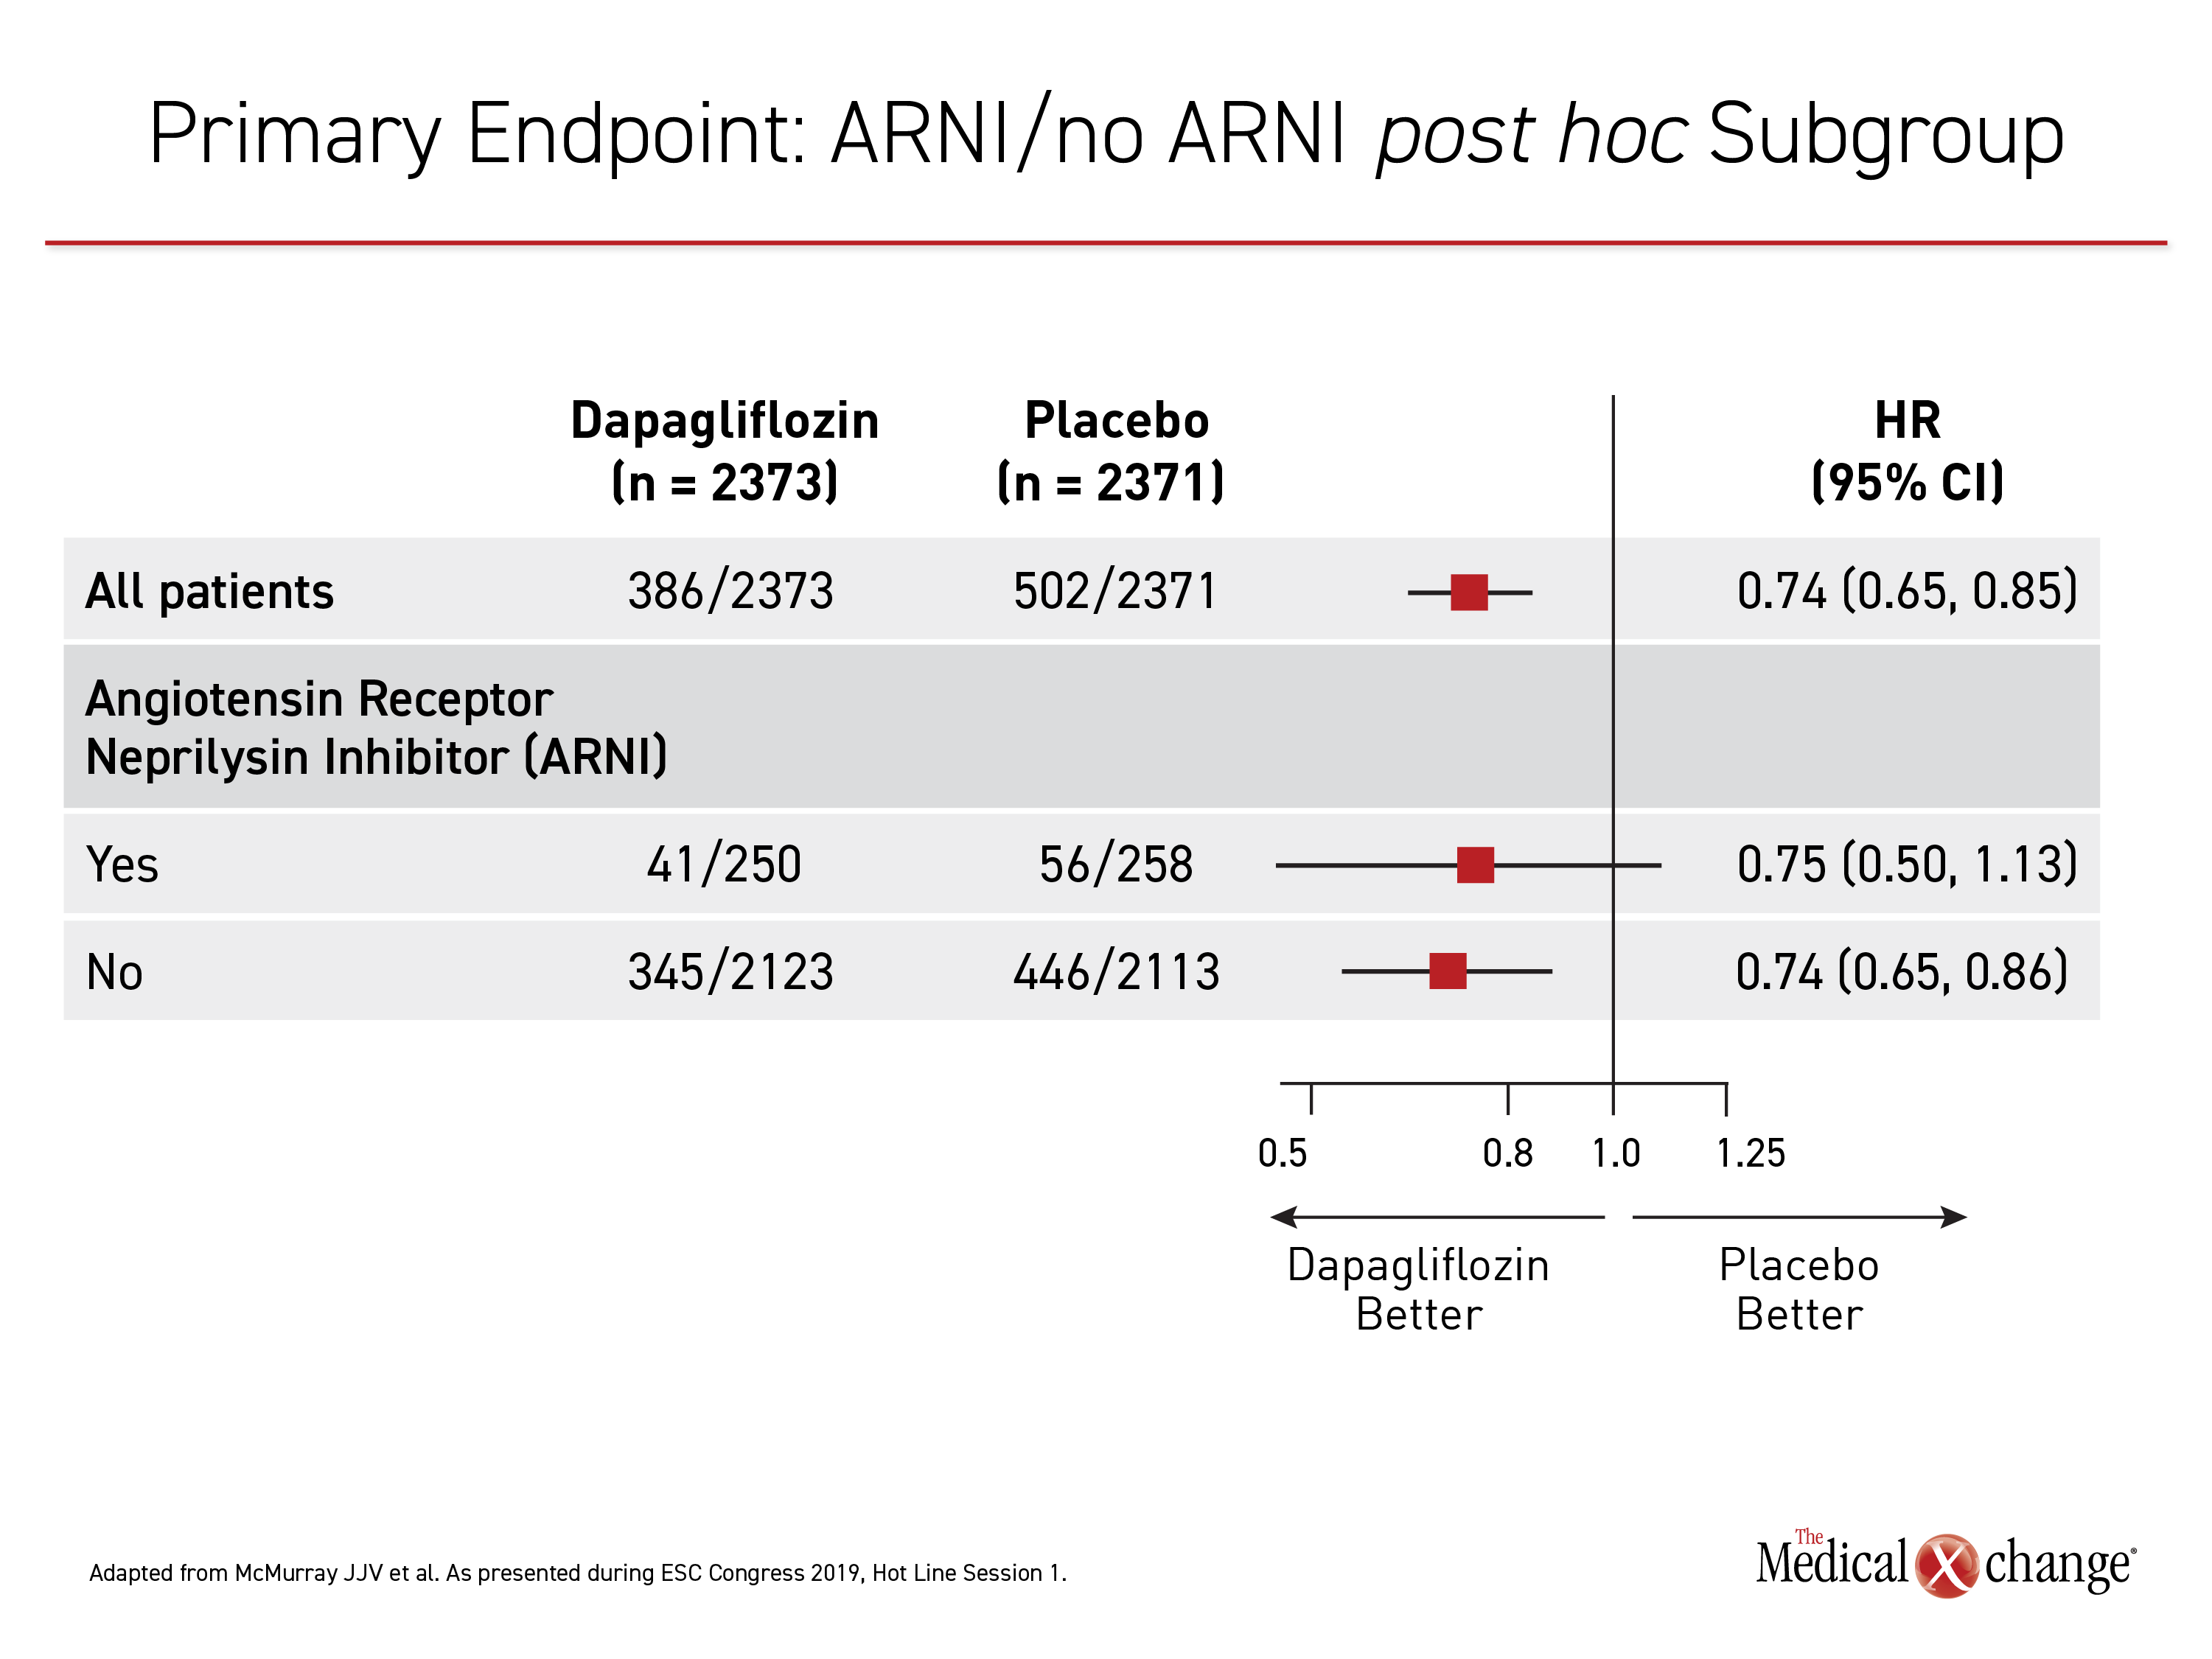 Primary Endpoint: ARNI/no ARNI post hoc Subgroup
Dapagliflozin Placebo HR
(n = 2373) (n = 2371) (95% CI)
All patients 386/2373 502/2371 0.74 (0.65, 0.85)
Angiotensin Receptor
Neprilysin Inhibitor (ARNI)
Yes 41/250 56/258 0.75 (0.50, 1.13)
No 345/2123 446/2113 0.74 (0.65, 0.86)
0.5 0.8 1.0 1.25
Dapagliflozin Placebo
Better Better
Adapted from McMurray JJV et al. As presented during ESC Congress 2019, Hot Line Session 1.
The
Medical Xchange®